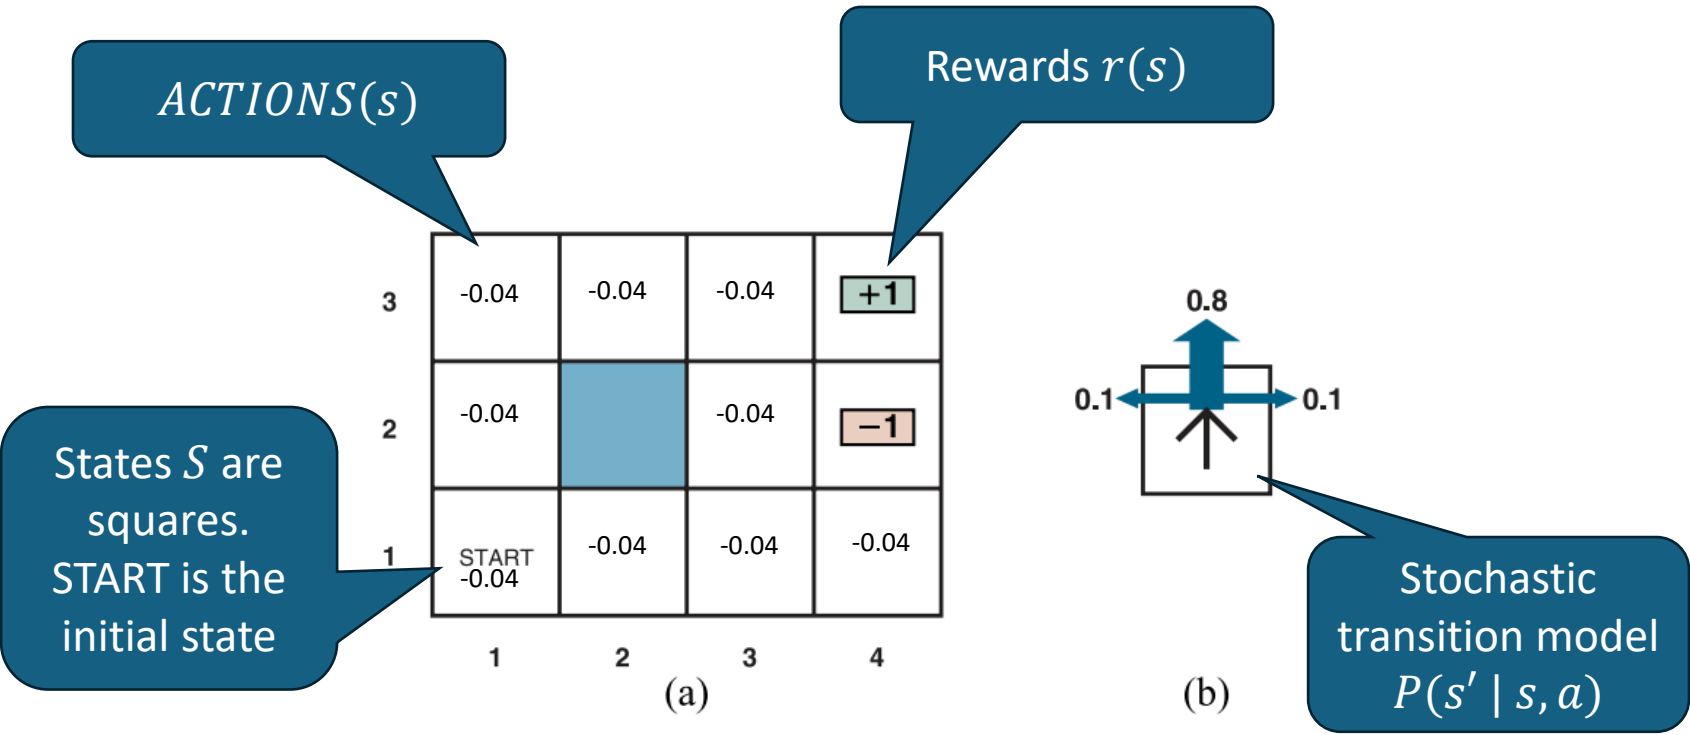 ACTIONS(s)
Rewards r(s)
3
-0.04
-0.04
-0.04
+1
2
-0.04
-0.04
−1
1
START
-0.04
-0.04
-0.04
-0.04
1
2
3
4
(a)
States S are
squares.
START is the
initial state
0.8
0.1
0.1
(b)
Stochastic
transition model
P(s′ | s, a)